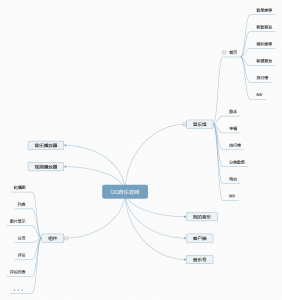 QQ音乐官网
音乐馆
首页
歌单推荐
新歌首发
精彩推荐
新碟首发
排行榜
MV
歌手
专辑
排行榜
分类歌单
电台
MV
我的音乐
客户端
音乐号
音乐播放器
视频播放器
组件
轮播图
列表
图片显示
分页
评论
评论列表
。。。